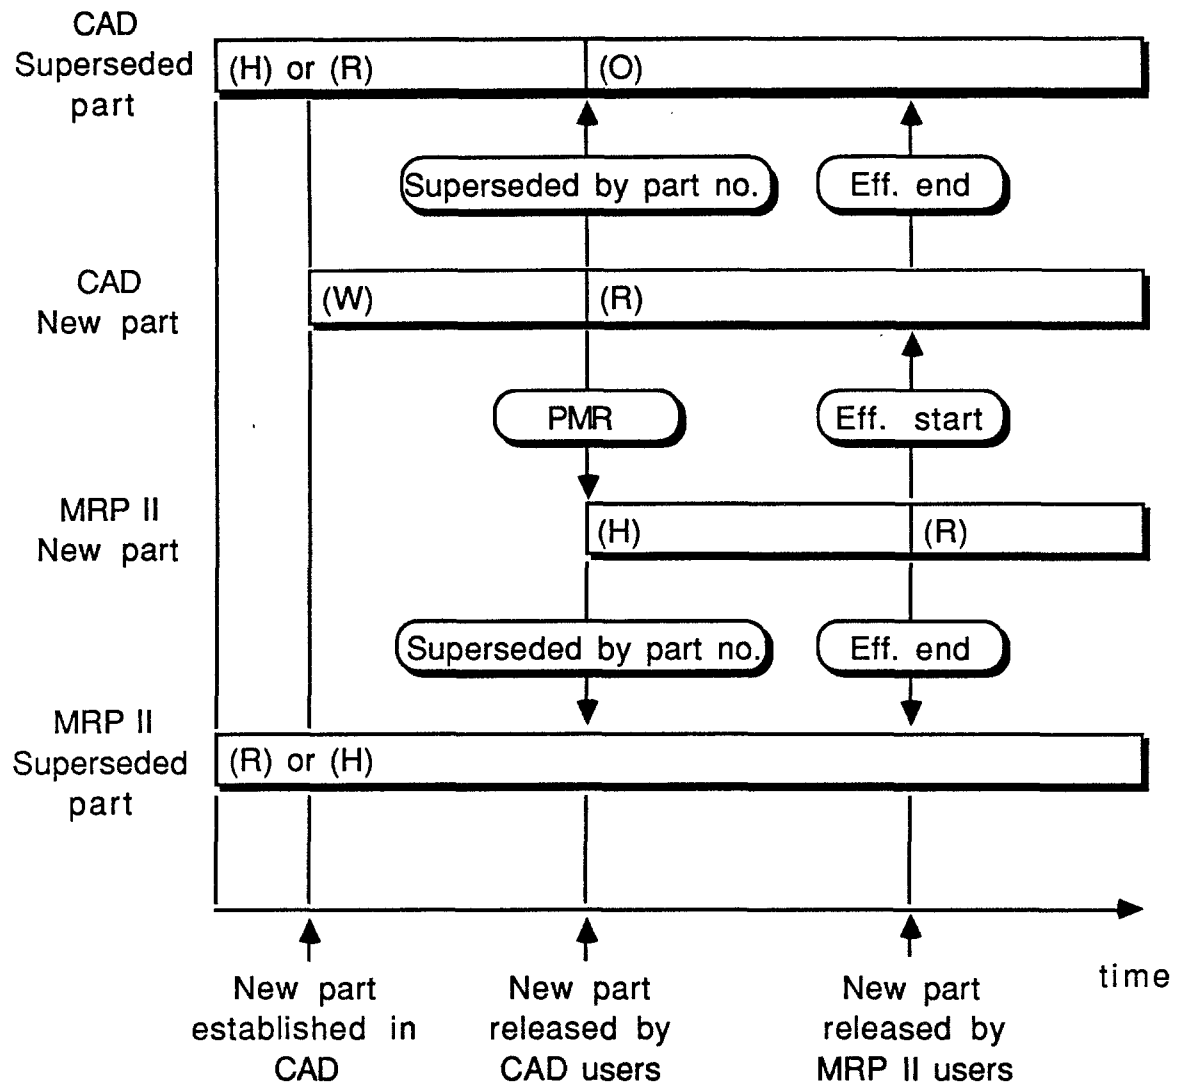 CAD
Superseded
part
(H) or (R)
(O)
Superseded by part no.
Eff. end
CAD
New part
(W)
(R)
PMR
Eff. start
MRP II
New part
(H)
(R)
Superseded by part no.
Eff. end
MRP II
Superseded
part
(R) or (H)
time
New part
established in
CAD
New part
released by
CAD users
New part
released by
MRP II users